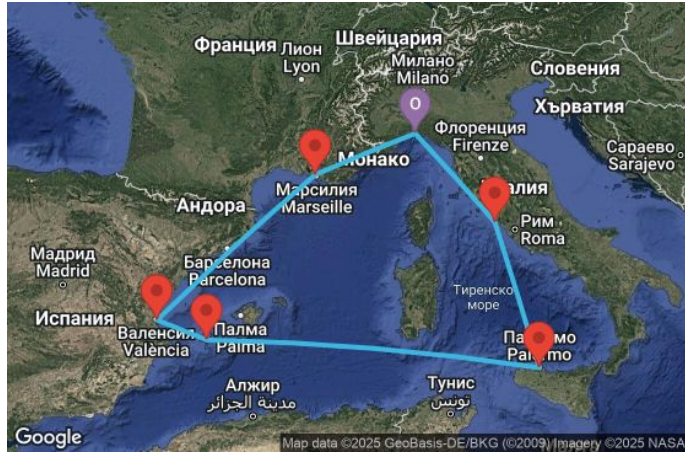 Франция
Лион
Lyon
Швейцария
Милано
Milano
Словения
Хърватия
О
Флоренция
Firenze
Сараево
Sarajevo
Монако
Марсилия
Marseille
Андора
Рим
Roma
Барселона
Barcelona
Мадрид
Madrid
Тиренско
море
Испания
Валенсия
València
Палма
Palma
Палермо
Palermo
Алжир
مدينة الجزائر
Тунис
تونس
Google
Map data ©2025 GeoBasis-DE/BKG (©2009) Imagery ©2025 NASA